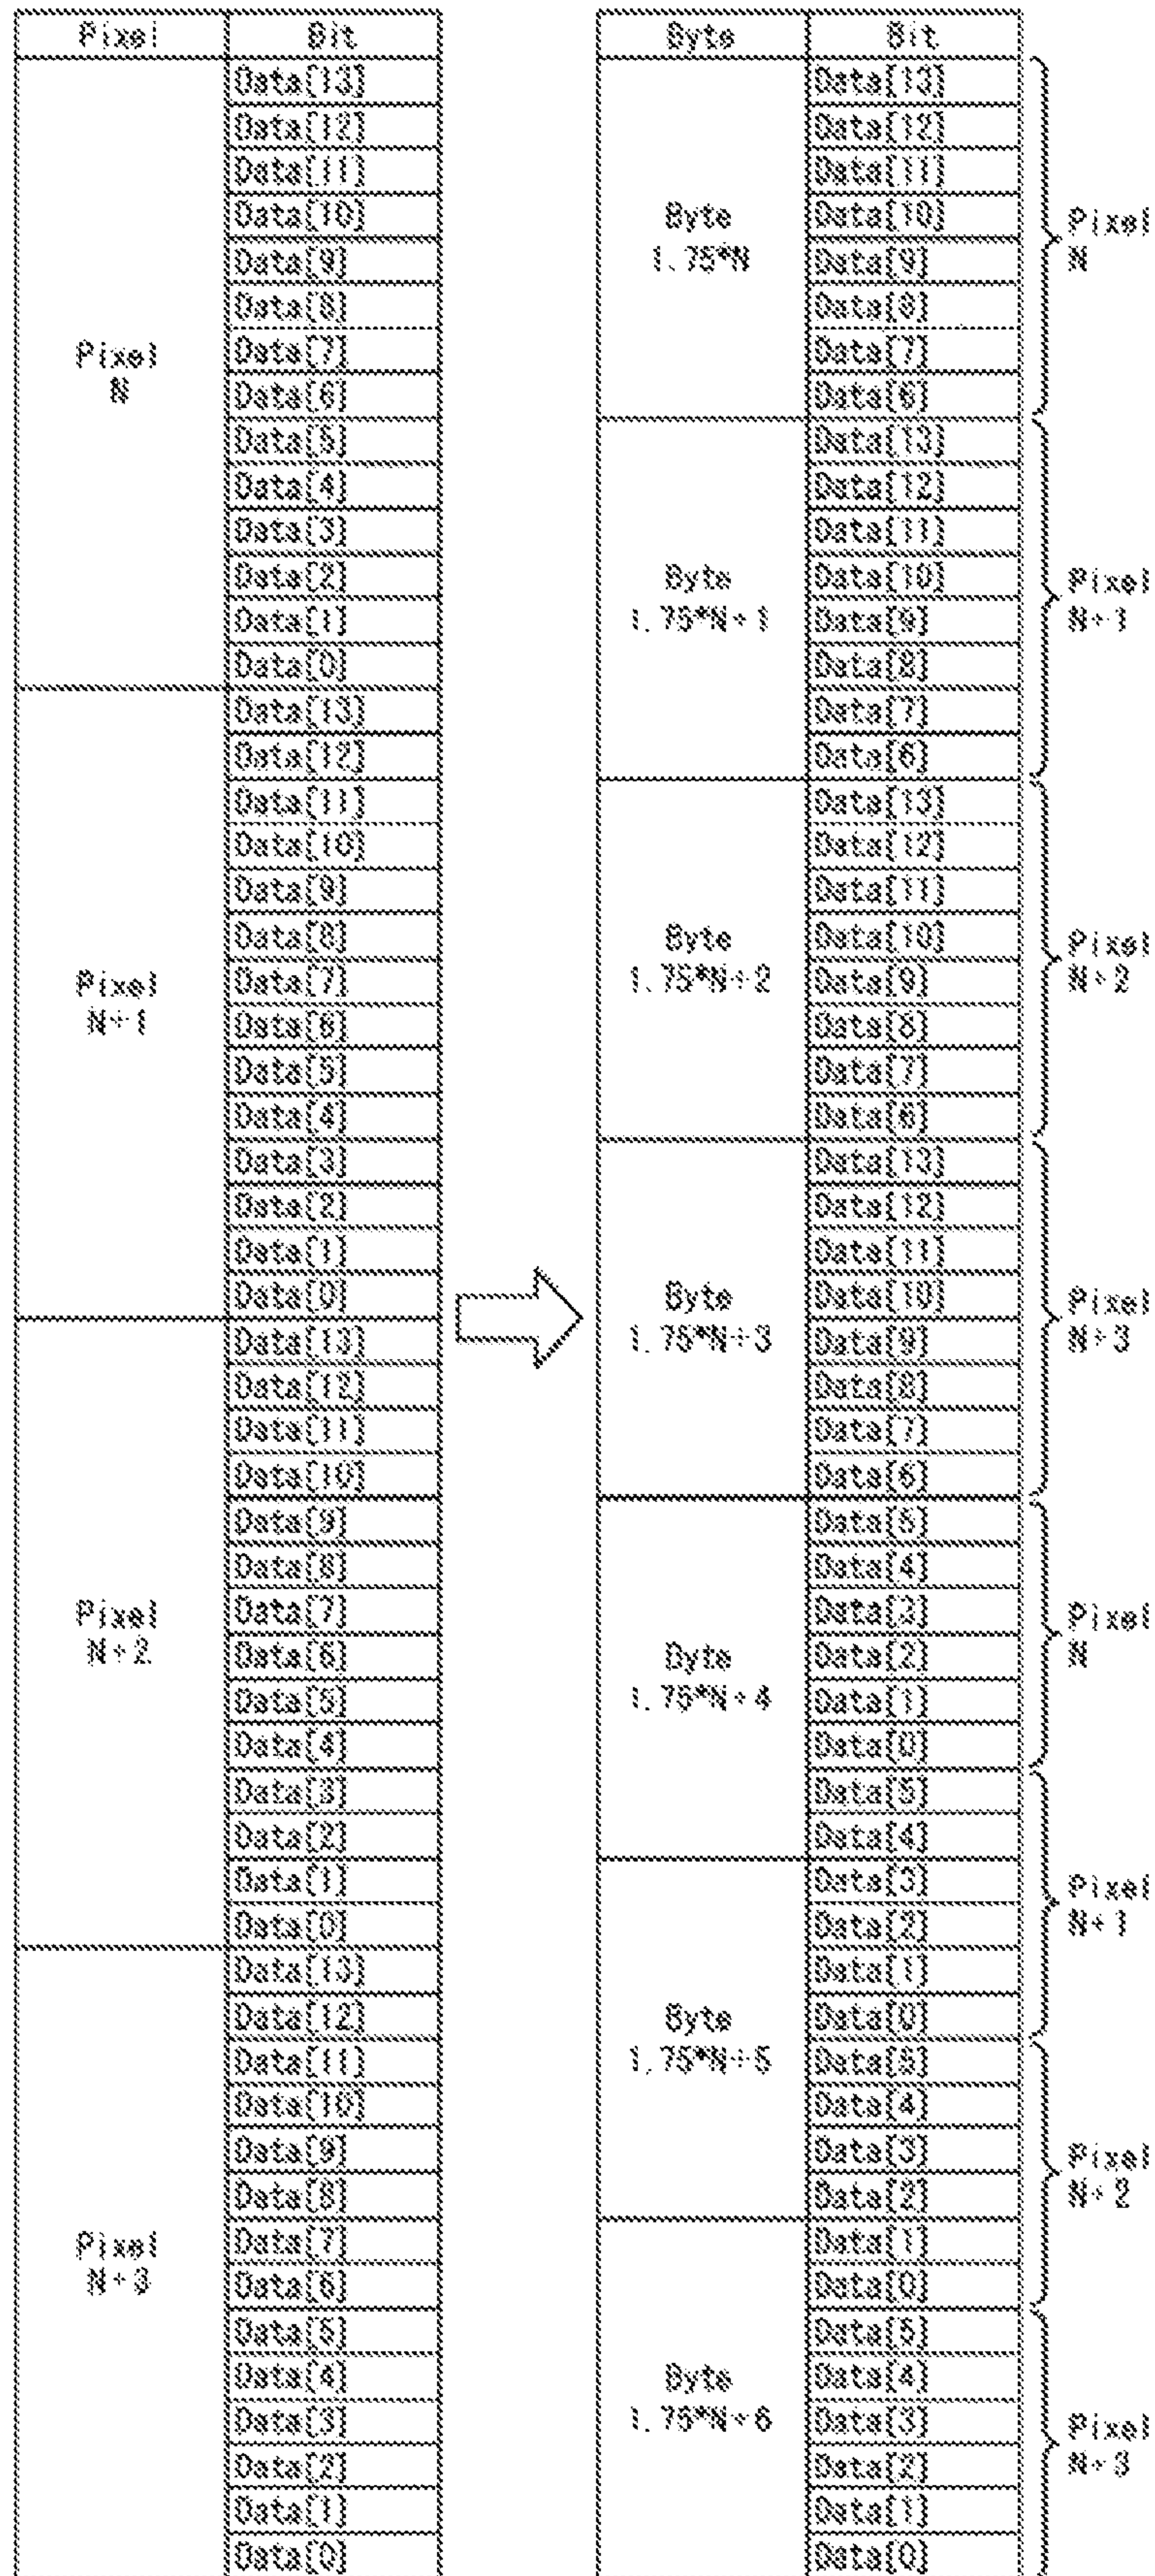 Pixel Bit
Pixel N
Data[13]
Data[12]
Data[11]
Data[10]
Data[9]
Data[8]
Data[7]
Data[6]
Data[5]
Data[4]
Data[3]
Data[2]
Data[1]
Data[0]
Pixel N+1
Data[13]
Data[12]
Data[11]
Data[10]
Data[9]
Data[8]
Data[7]
Data[6]
Data[5]
Data[4]
Data[3]
Data[2]
Data[1]
Data[0]
Pixel N+2
Data[13]
Data[12]
Data[11]
Data[10]
Data[9]
Data[8]
Data[7]
Data[6]
Data[5]
Data[4]
Data[3]
Data[2]
Data[1]
Data[0]
Pixel N+3
Data[13]
Data[12]
Data[11]
Data[10]
Data[9]
Data[8]
Data[7]
Data[6]
Data[5]
Data[4]
Data[3]
Data[2]
Data[1]
Data[0]
Byte Bit
Byte 1.75*N
Data[13]
Data[12]
Data[11]
Data[10]
Data[9]
Data[8]
Data[7]
Data[6]
Pixel N
Byte 1.75*N+1
Data[13]
Data[12]
Data[11]
Data[10]
Data[9]
Data[8]
Data[7]
Data[6]
Pixel N+1
Byte 1.75*N+2
Data[13]
Data[12]
Data[11]
Data[10]
Data[9]
Data[8]
Data[7]
Data[6]
Pixel N+2
Byte 1.75*N+3
Data[13]
Data[12]
Data[11]
Data[10]
Data[9]
Data[8]
Data[7]
Data[6]
Pixel N+3
Byte 1.75*N+4
Data[5]
Data[4]
Data[3]
Data[2]
Data[1]
Data[0]
Pixel N
Data[5]
Data[4]
Byte 1.75*N+5
Data[3]
Data[2]
Data[1]
Data[0]
Pixel N+1
Data[5]
Data[4]
Data[3]
Data[2]
Byte 1.75*N+6
Data[1]
Data[0]
Pixel N+2
Data[5]
Data[4]
Data[3]
Data[2]
Data[1]
Data[0]
Pixel N+3